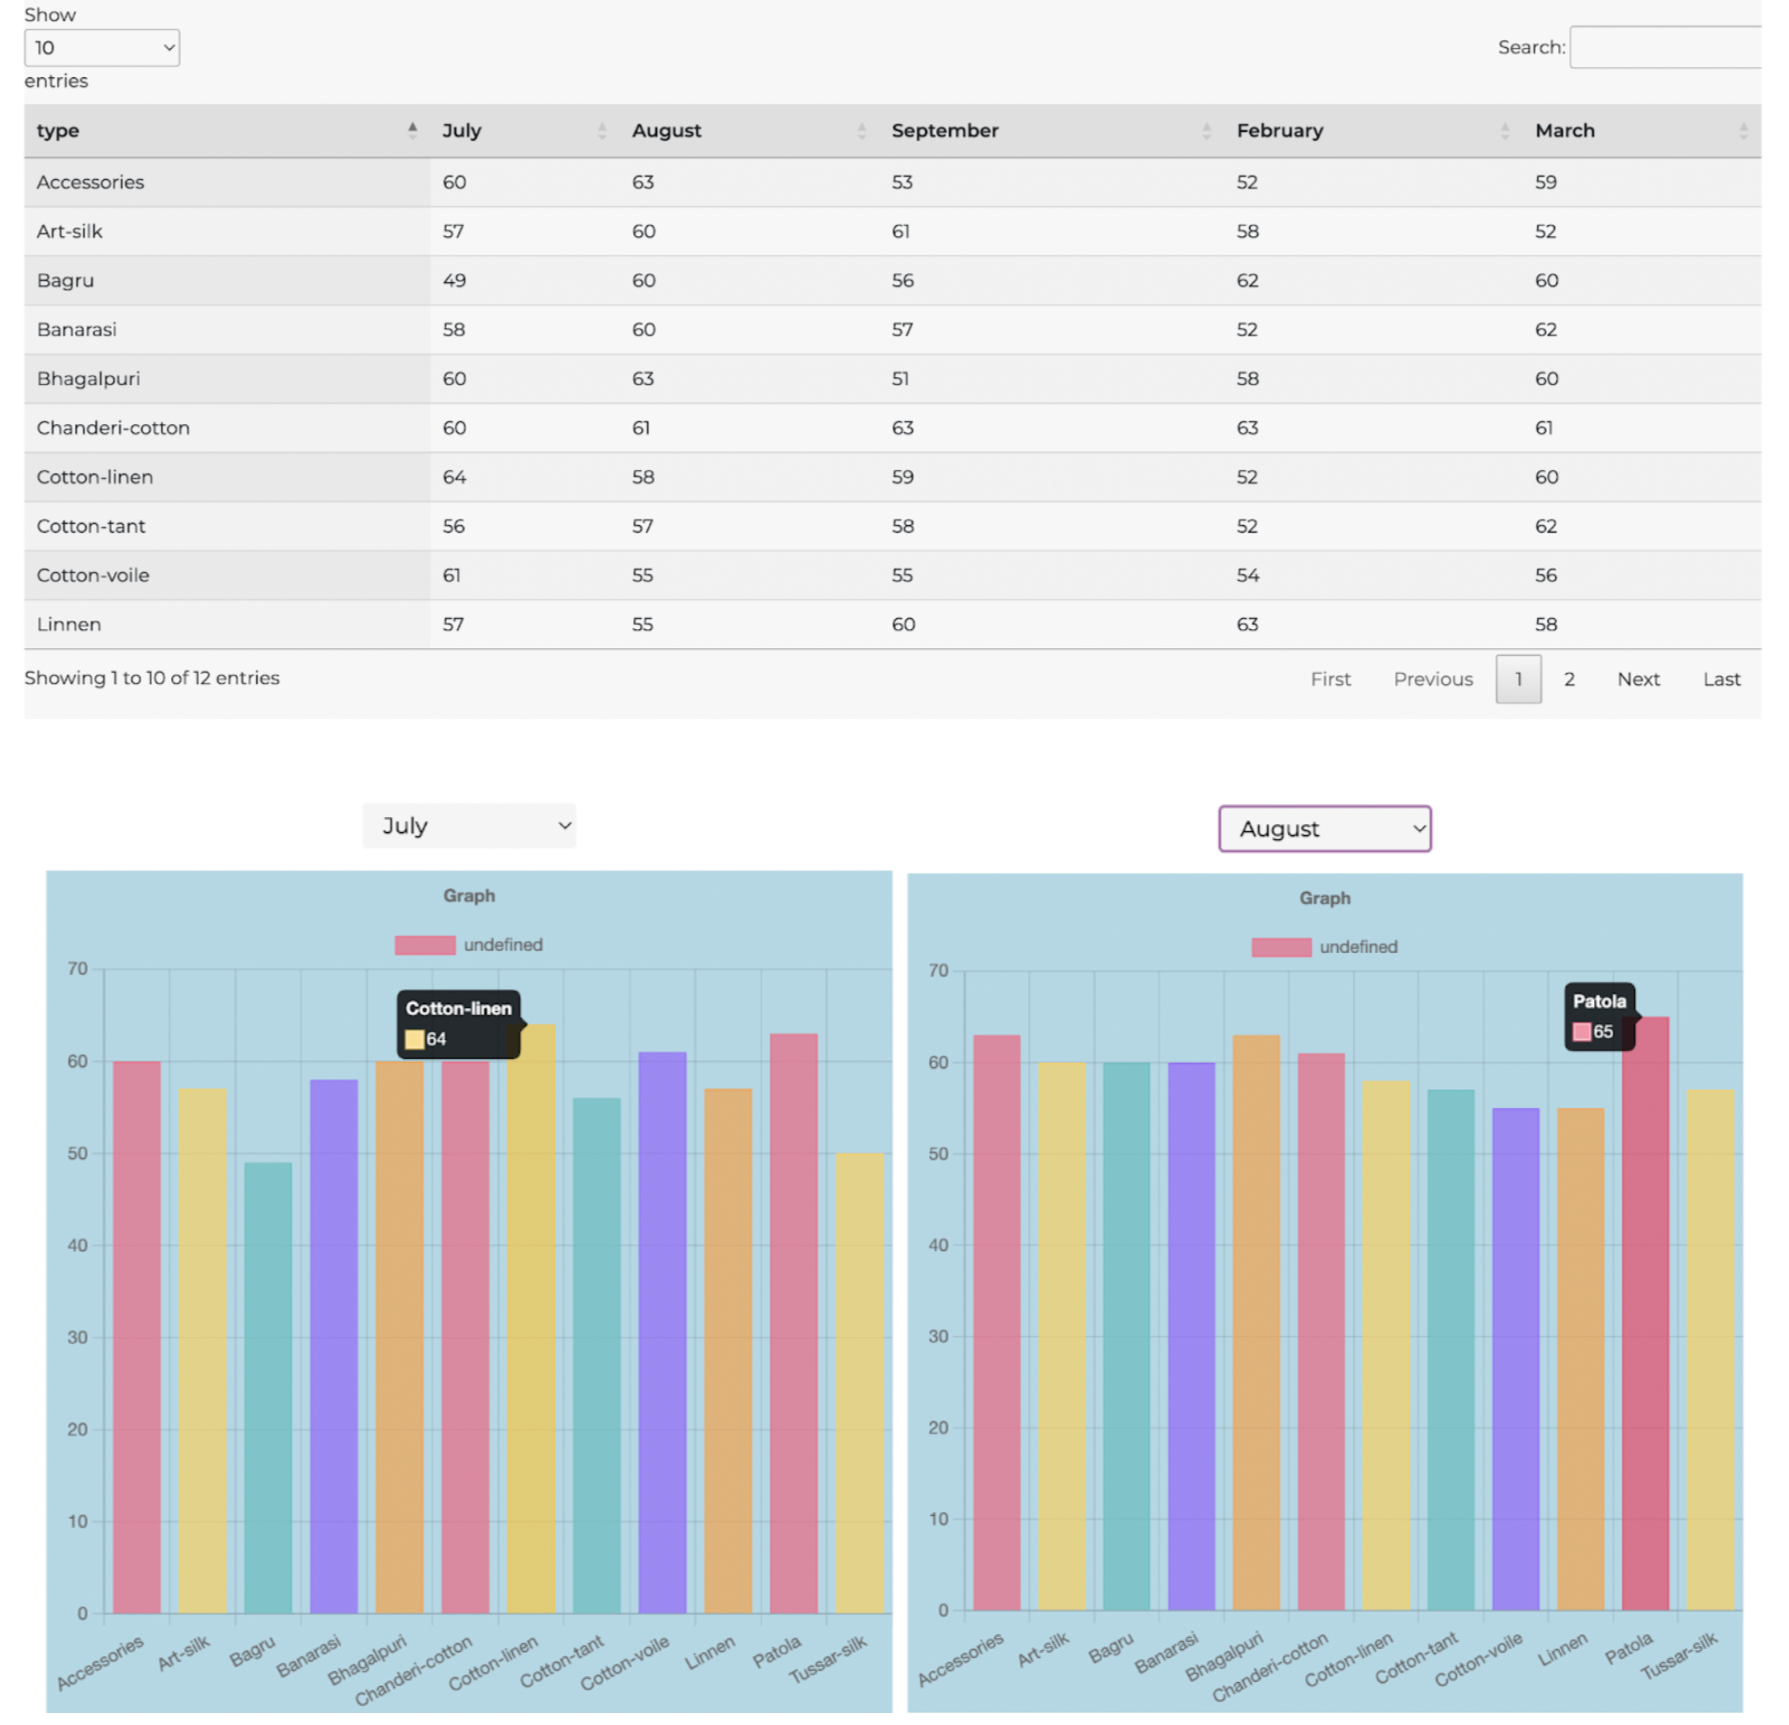 Show
10
entries
Search:
type July August September February March
Accessories 60 63 53 52 59
Art-silk 57 60 61 58 52
Bagru 49 60 56 62 60
Banarasi 58 60 57 52 62
Bhagalpuri 60 63 51 58 60
Chanderi-cotton 60 61 63 63 61
Cotton-linen 64 58 59 52 60
Cotton-tant 56 57 58 52 62
Cotton-voile 61 55 55 54 56
Linnen 57 55 60 63 58
Showing 1 to 10 of 12 entries
First Previous 1 2 Next Last
July
Graph
undefined
Cotton-linen
64
70
60
50
40
30
20
10
0
Accessories Art-silk Bagru Banarasi Bhagalpuri Chanderi-cotton Cotton-linen Cotton-tant Cotton-voile Linnen Patola Tussar-silk
August
Graph
undefined
Patola
65
70
60
50
40
30
20
10
0
Accessories Art-silk Bagru Banarasi Bhagalpuri Chanderi-cotton Cotton-linen Cotton-tant Cotton-voile Linnen Patola Tussar-silk